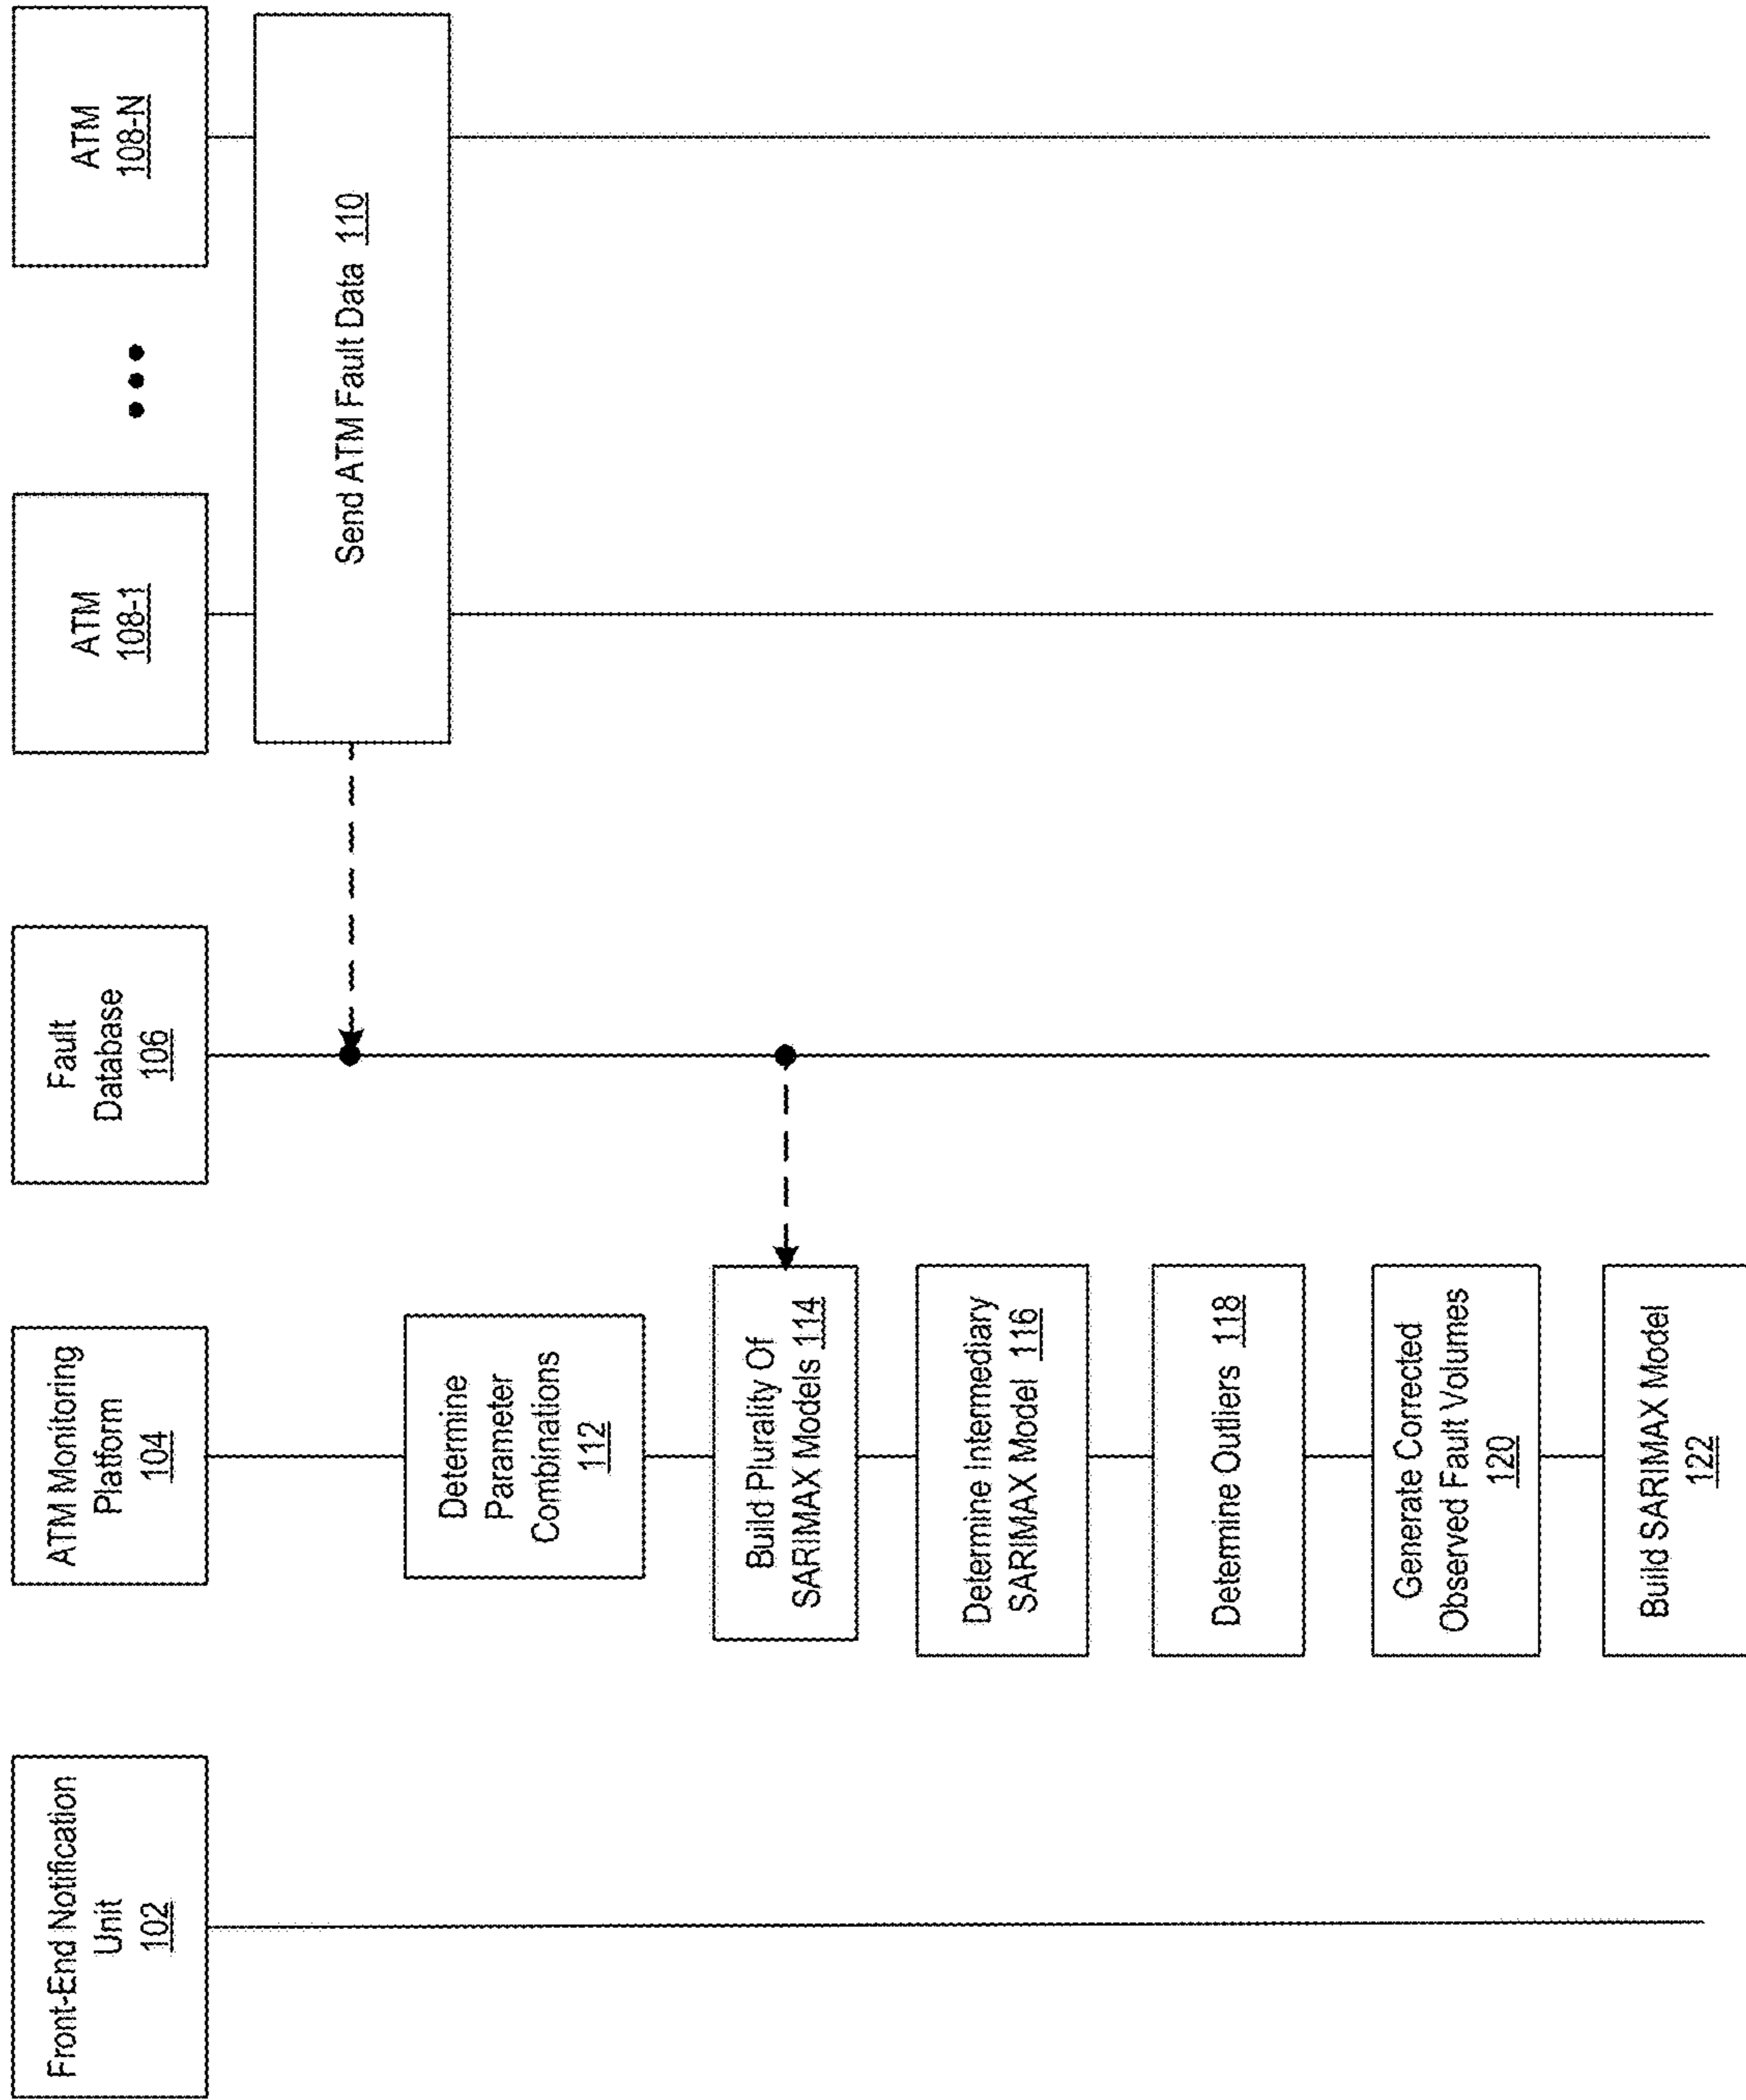 Front-End Notification
Unit
102
ATM Monitoring
Platform
104
Fault
Database
106
ATM
108-1
ATM
108-N
Send ATM Fault Data 110
Determine
Parameter
Combinations
112
Build Plurality Of
SARIMAX Models 114
Determine Intermediary
SARIMAX Model 116
Determine Outliers 118
Generate Corrected
Observed Fault Volumes
120
Build SARIMAX Model
122